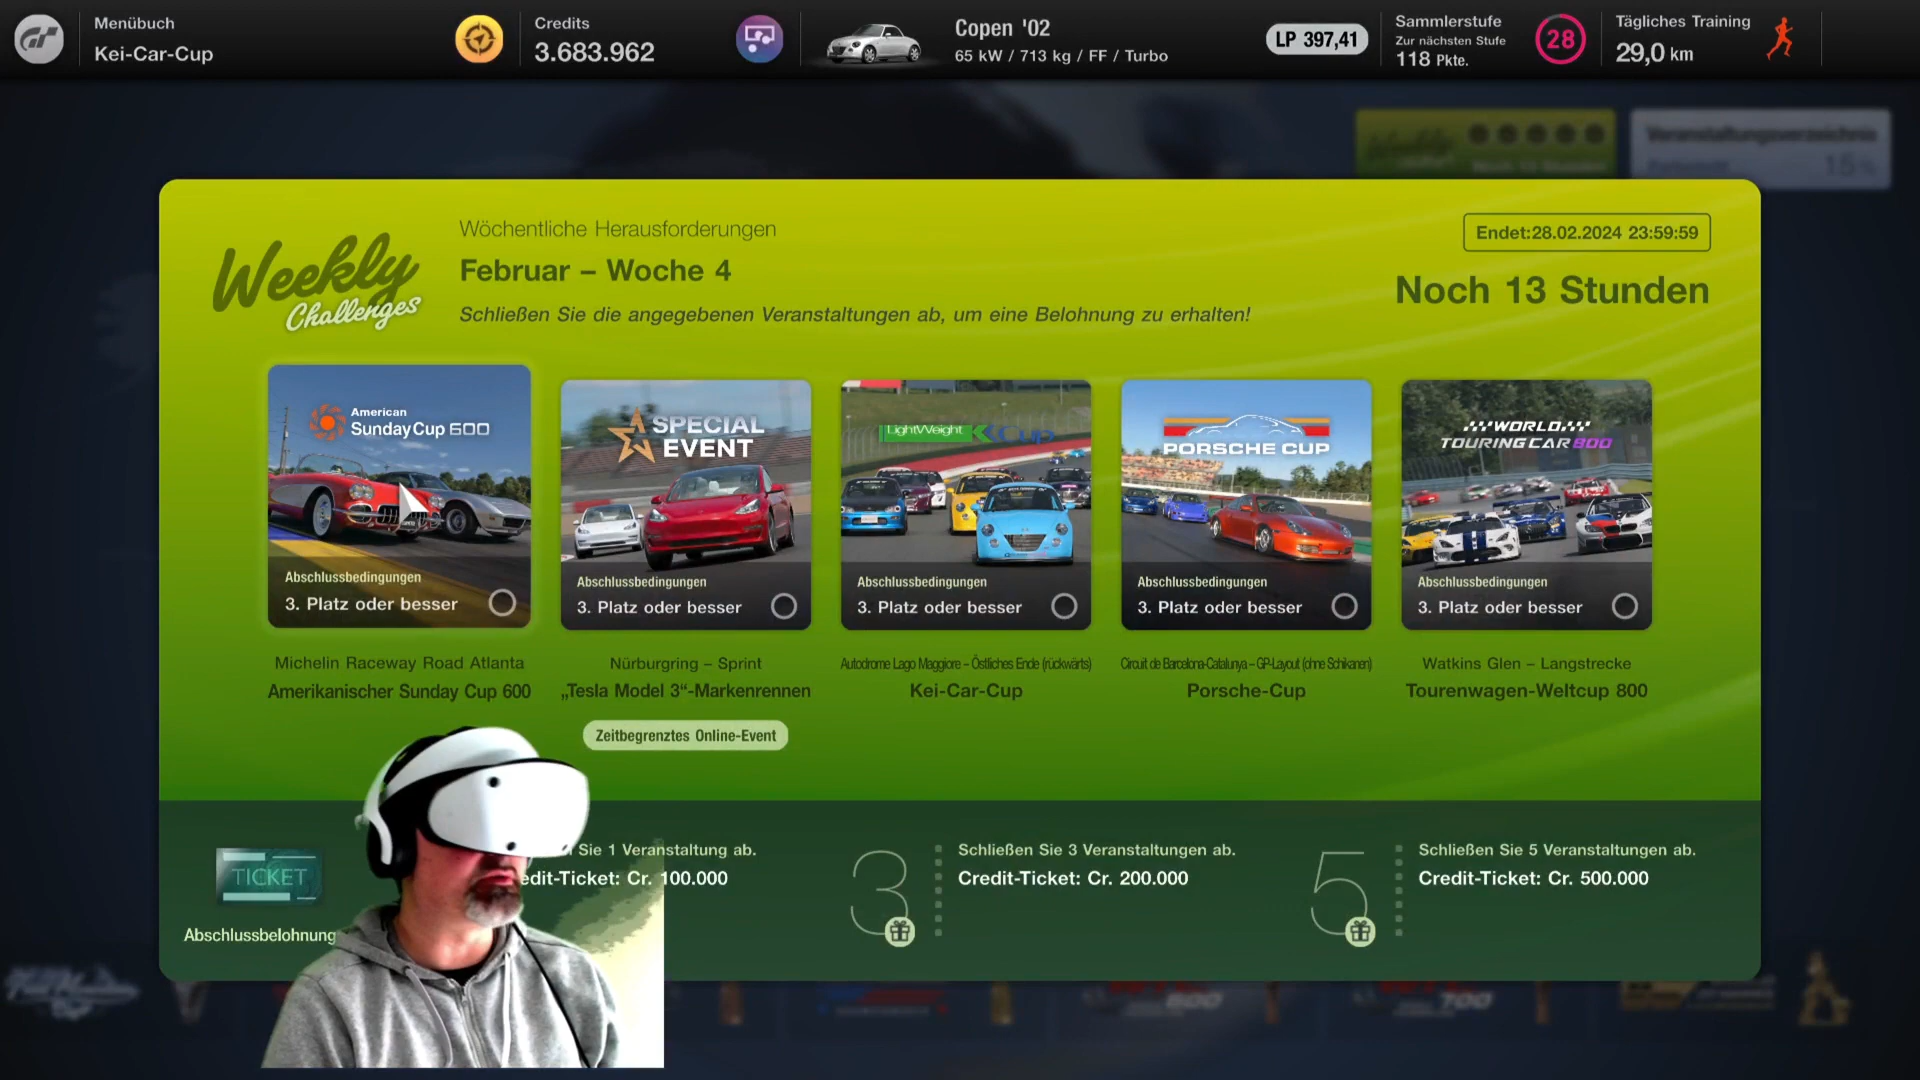 Menübuch
Kei-Car-Cup
Credits
3.683.962
Copen '02
65 kW / 713 kg / FF / Turbo
LP 397,41
Sammlerstufe
Zur nächsten Stufe
118 Pkte.
28
Tägliches Training
29,0 km
Weekly
Challenges
Wöchentliche Herausforderungen
Februar – Woche 4
Schließen Sie die angegebenen Veranstaltungen ab, um eine Belohnung zu erhalten!
Endet:28.02.2024 23:59:59
Noch 13 Stunden
American
Sunday Cup 600
Abschlussbedingungen
3. Platz oder besser
Michelin Raceway Road Atlanta
Amerikanischer Sunday Cup 600
SPECIAL
EVENT
Abschlussbedingungen
3. Platz oder besser
Nürburgring – Sprint
„Tesla Model 3“-Markenrennen
Zeitbegrenztes Online-Event
LightWeight K Cup
Abschlussbedingungen
3. Platz oder besser
Autodrome Lago Maggiore – Östliches Ende (rückwärts)
Kei-Car-Cup
PORSCHE CUP
Abschlussbedingungen
3. Platz oder besser
Circuit de Barcelona-Catalunya – GP-Layout (ohne Schikanen)
Porsche-Cup
WORLD
TOURING CAR 800
Abschlussbedingungen
3. Platz oder besser
Watkins Glen – Langstrecke
Tourenwagen-Weltcup 800
TICKET
Abschlussbelohnung
Sie 1 Veranstaltung ab.
edit-Ticket: Cr. 100.000
3
Schließen Sie 3 Veranstaltungen ab.
Credit-Ticket: Cr. 200.000
5
Schließen Sie 5 Veranstaltungen ab.
Credit-Ticket: Cr. 500.000